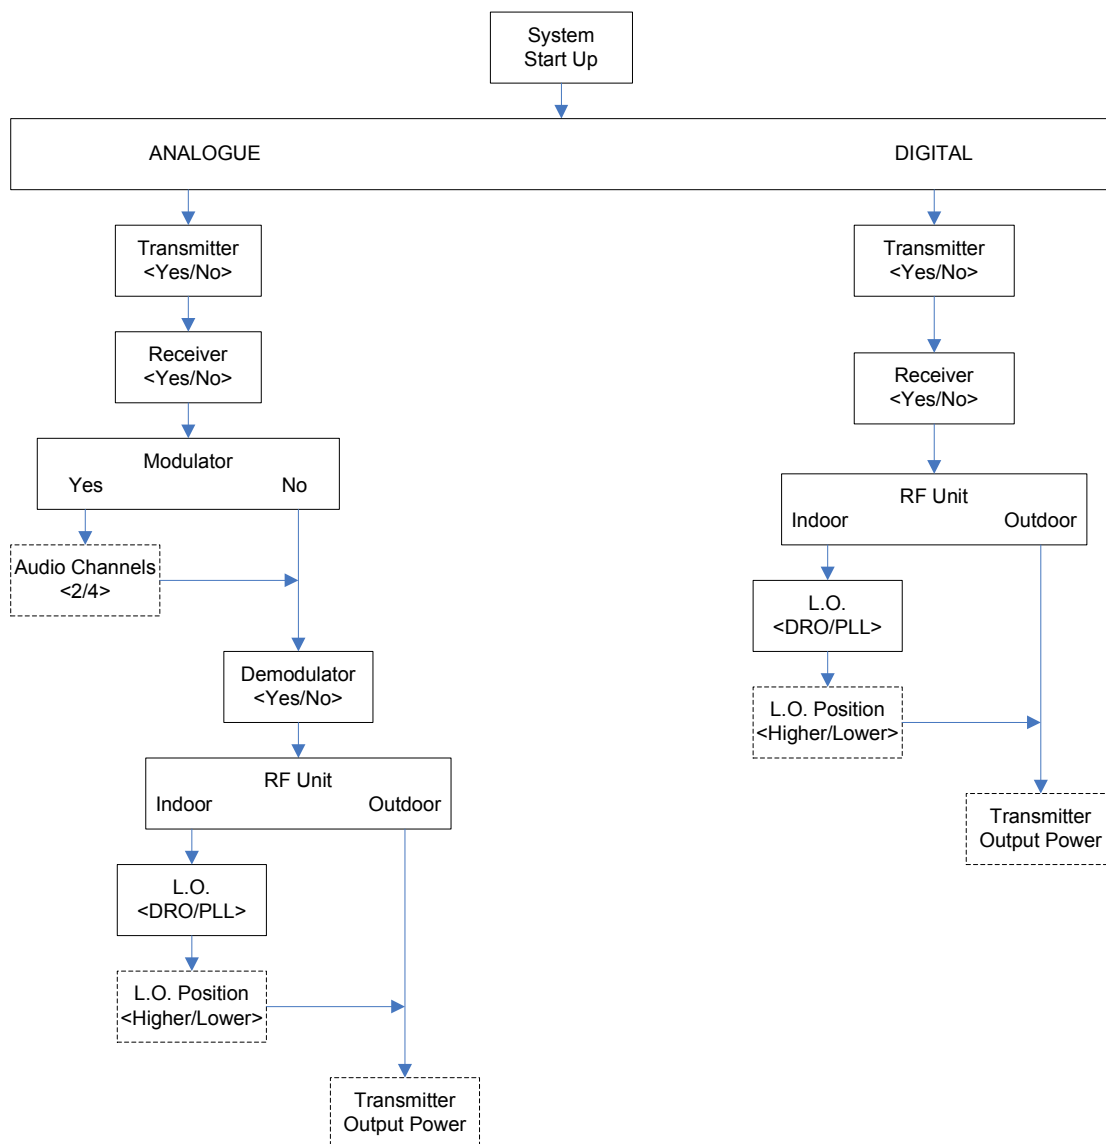 System
Start Up
ANALOGUE
DIGITAL
Transmitter
<Yes/No>
Receiver
<Yes/No>
Modulator
Yes
No
Audio Channels
<2/4>
Demodulator
<Yes/No>
RF Unit
Indoor
Outdoor
L.O.
<DRO/PLL>
L.O. Position
<Higher/Lower>
Transmitter
Output Power
Transmitter
<Yes/No>
Receiver
<Yes/No>
RF Unit
Indoor
Outdoor
L.O.
<DRO/PLL>
L.O. Position
<Higher/Lower>
Transmitter
Output Power